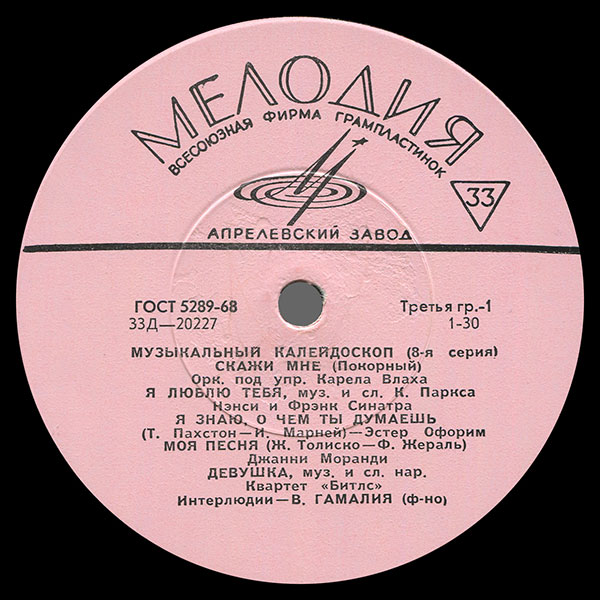 МЕЛОДИЯ
ВСЕСОЮЗНАЯ ФИРМА ГРАМПЛАСТИНОК
33
АПРЕЛЕВСКИЙ ЗАВОД
ГОСТ 5289-68 Третья гр.-1
33Д—20227 1-30
МУЗЫКАЛЬНЫЙ КАЛЕЙДОСКОП (8-я серия)
СКАЖИ МНЕ (Покорный)
Орк. под упр. Карела Влаха
Я ЛЮБЛЮ ТЕБЯ, муз. и сл. К. Паркса
Нэнси и Фрэнк Синатра
Я ЗНАЮ, О ЧЕМ ТЫ ДУМАЕШЬ
(Т. Пахстон—И. Марней)—Эстер Офорим
МОЯ ПЕСНЯ (Ж. Толиско—Ф. Жераль)
Джанни Моранди
ДЕВУШКА, муз. и сл. нар.
Квартет «Битлс»
Интерлюдии—В. ГАМАЛИЯ (ф-но)